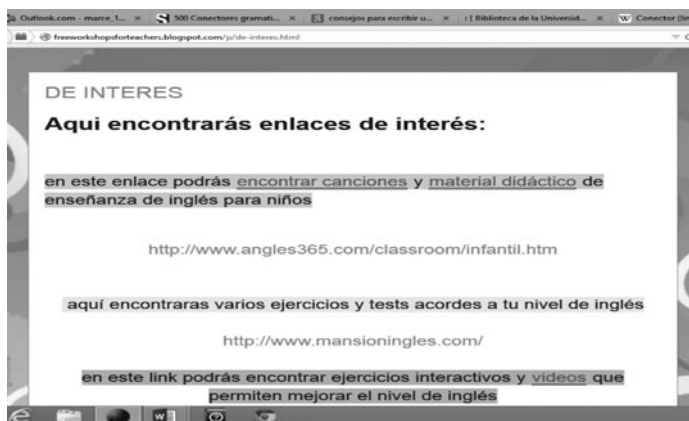 Outlook.com - marce_1... 500 Conectores gramati... consejos para escribir u... :[ Biblioteca de la Universid... Conector (lin
freeworkshopsforteachers.blogspot.com/p/de-interes.html
DE INTERES
Aqui encontrarás enlaces de interés:
en este enlace podrás encontrar canciones y material didáctico de
enseñanza de inglés para niños
http://www.angles365.com/classroom/infantil.htm
aquí encontraras varios ejercicios y tests acordes a tu nivel de inglés
http://www.mansioningles.com/
en este link podrás encontrar ejercicios interactivos y videos que
permiten mejorar el nivel de inglés